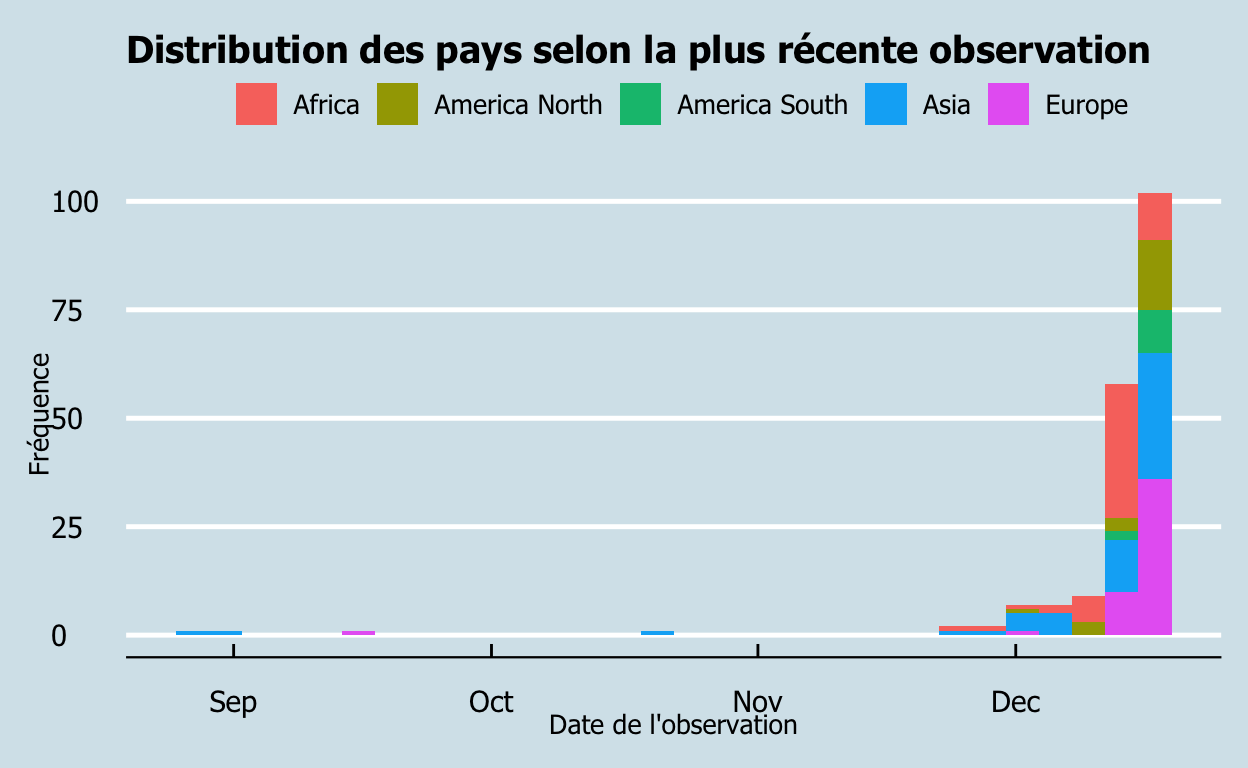 Distribution des pays selon la plus récente observation
Africa America North America South Asia Europe
100
75
50
25
0
Fréquence
Sep Oct Nov Dec
Date de l'observation